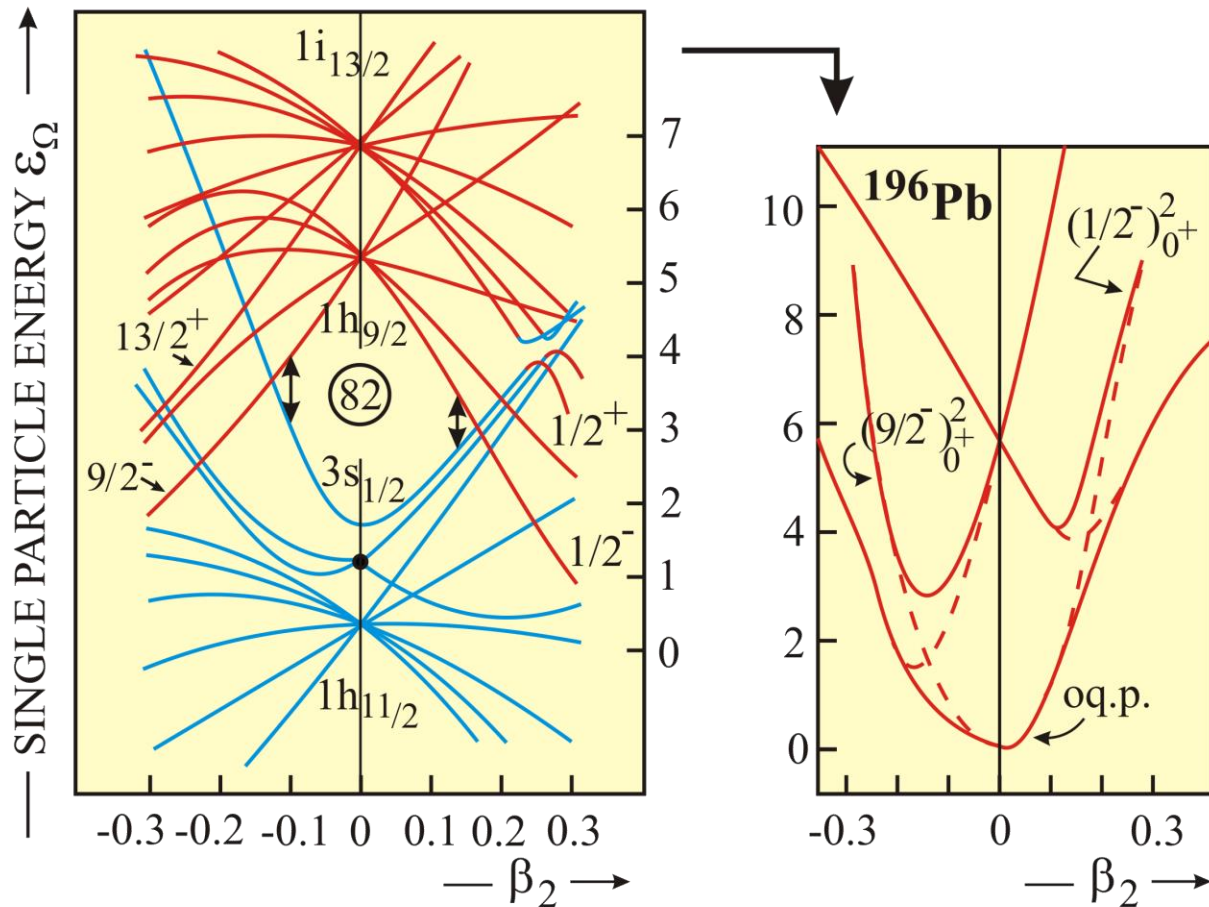 SINGLE PARTICLE ENERGY εΩ
1i13/2
7
6
5
4
3
2
1
0
1h9/2
13/2+
82
9/2-
3s1/2
1/2+
1/2-
1h11/2
-0.3 -0.2 -0.1 0 0.1 0.2 0.3
β2
196Pb
10
8
6
4
2
0
(1/2-)20+
(9/2-)20+
oq.p.
-0.3 0 0.3
β2